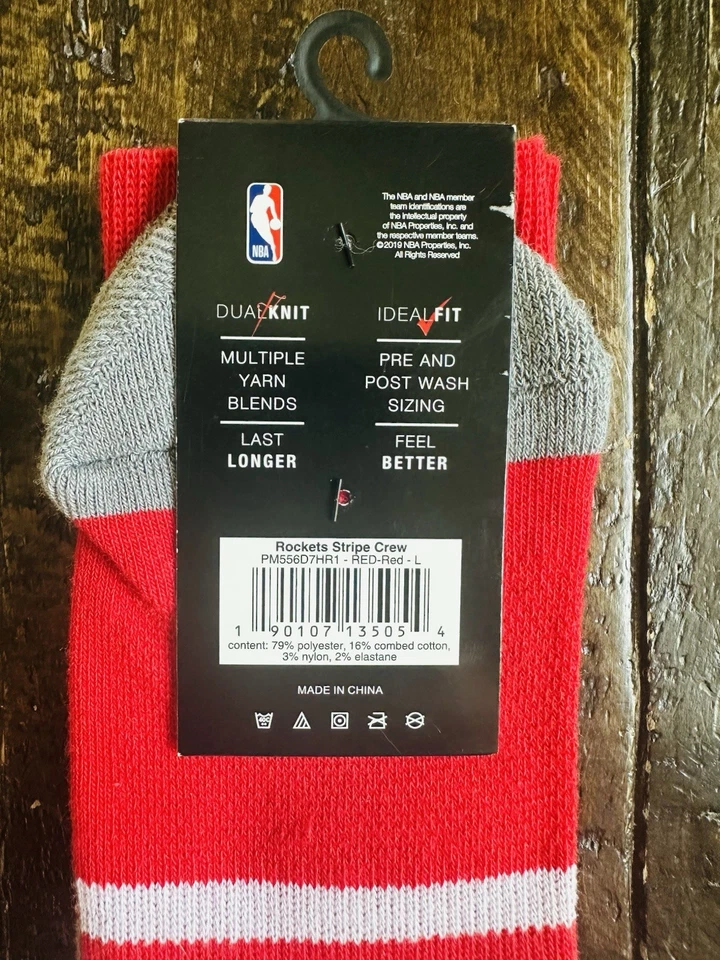 NBA
The NBA and NBA member
team identifications are
the intellectual property
of NBA Properties, Inc. and
the respective member teams.
©2019 NBA Properties, Inc.
All Rights Reserved
DUALKNIT
MULTIPLE
YARN
BLENDS
LAST
LONGER
IDEALFIT
PRE AND
POST WASH
SIZING
FEEL
BETTER
Rockets Stripe Crew
PM556D7HR1 - RED-Red - L
1 90107 13505 4
content: 79% polyester, 16% combed cotton,
3% nylon, 2% elastane
MADE IN CHINA